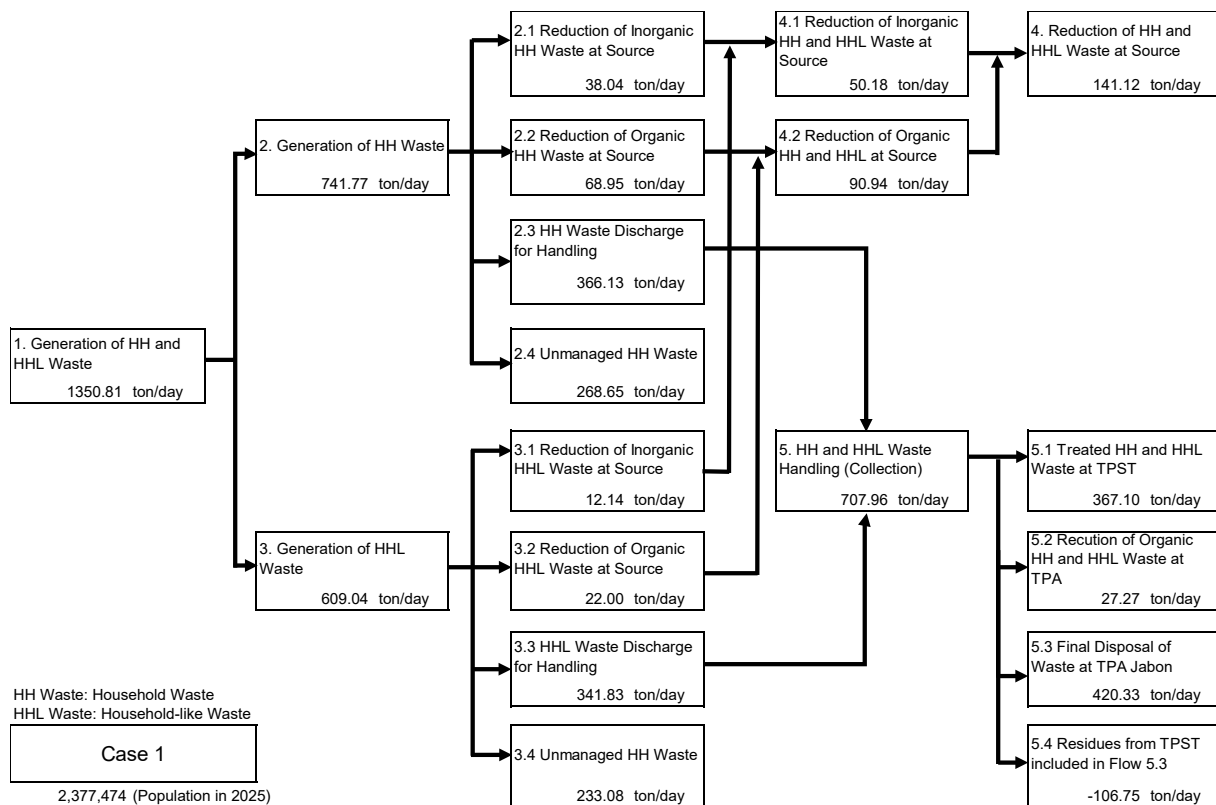 1. Generation of HH and
HHL Waste
1350.81 ton/day
2. Generation of HH Waste
741.77 ton/day
3. Generation of HHL
Waste
609.04 ton/day
2.1 Reduction of Inorganic
HH Waste at Source
38.04 ton/day
2.2 Reduction of Organic
HH Waste at Source
68.95 ton/day
2.3 HH Waste Discharge
for Handling
366.13 ton/day
2.4 Unmanaged HH Waste
268.65 ton/day
3.1 Reduction of Inorganic
HHL Waste at Source
12.14 ton/day
3.2 Reduction of Organic
HHL Waste at Source
22.00 ton/day
3.3 HHL Waste Discharge
for Handling
341.83 ton/day
3.4 Unmanaged HH Waste
233.08 ton/day
4.1 Reduction of Inorganic
HH and HHL Waste at
Source
50.18 ton/day
4.2 Reduction of Organic
HH and HHL at Source
90.94 ton/day
4. Reduction of HH and
HHL Waste at Source
141.12 ton/day
5. HH and HHL Waste
Handling (Collection)
707.96 ton/day
5.1 Treated HH and HHL
Waste at TPST
367.10 ton/day
5.2 Recution of Organic
HH and HHL Waste at
TPA
27.27 ton/day
5.3 Final Disposal of
Waste at TPA Jabon
420.33 ton/day
5.4 Residues from TPST
included in Flow 5.3
-106.75 ton/day
HH Waste: Household Waste
HHL Waste: Household-like Waste
Case 1
2,377,474 (Population in 2025)